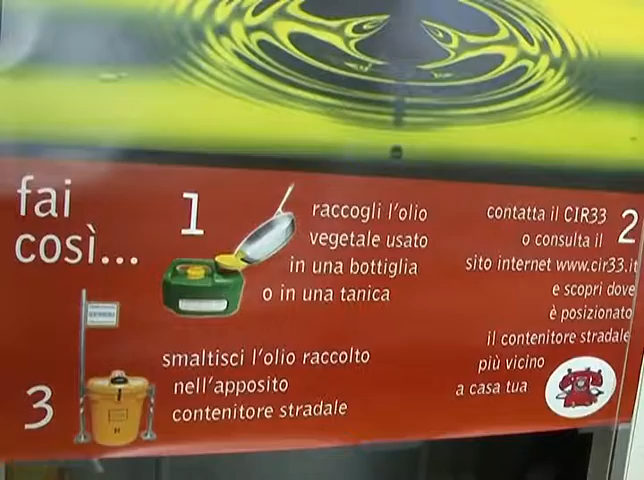 fai
così...
1
raccogli l'olio
vegetale usato
in una bottiglia
o in una tanica
2
contatta il CIR33
o consulta il
sito internet www.cir33.it
e scopri dove
è posizionato
il contenitore stradale
più vicino
a casa tua
3
smaltisci l'olio raccolto
nell'apposito
contenitore stradale